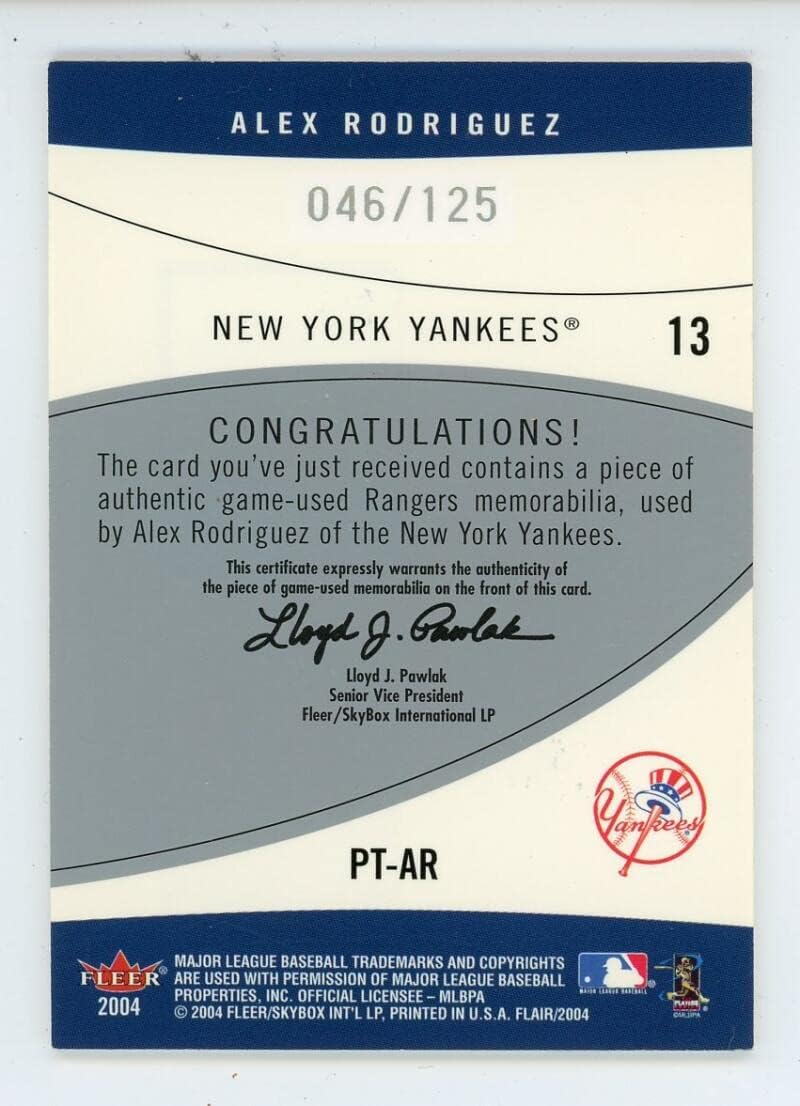 ALEX RODRIGUEZ
046/125
NEW YORK YANKEES®
13
CONGRATULATIONS!
The card you've just received contains a piece of
authentic game-used Rangers memorabilia, used
by Alex Rodriguez of the New York Yankees.
This certificate expressly warrants the authenticity of
the piece of game-used memorabilia on the front of this card.
Lloyd J. Pawlak
Lloyd J. Pawlak
Senior Vice President
Fleer/SkyBox International LP
Yankees
PT-AR
FLEER®
2004
MAJOR LEAGUE BASEBALL TRADEMARKS AND COPYRIGHTS
ARE USED WITH PERMISSION OF MAJOR LEAGUE BASEBALL
PROPERTIES, INC. OFFICIAL LICENSEE – MLBPA
© 2004 FLEER/SKYBOX INT'L LP, PRINTED IN U.S.A. FLAIR/2004
MAJOR LEAGUE BASEBALL®
PLAYERS
©MLBPA